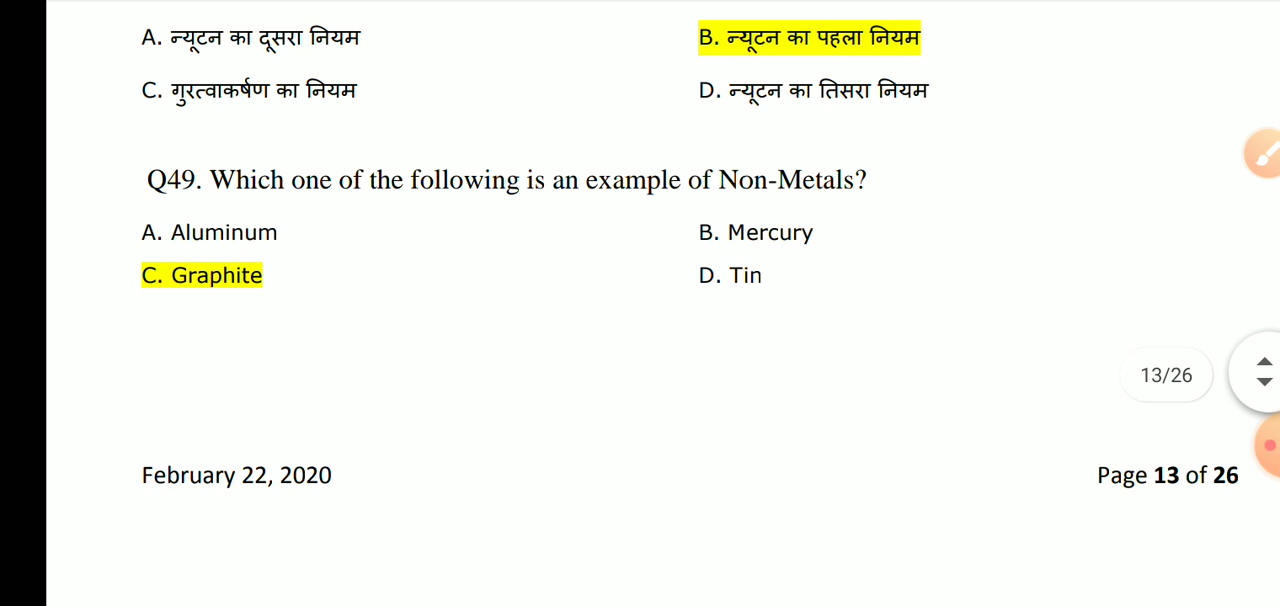 A. न्यूटन का दूसरा नियम
B. न्यूटन का पहला नियम
C. गुरत्वाकर्षण का नियम
D. न्यूटन का तिसरा नियम
Q49. Which one of the following is an example of Non-Metals?
A. Aluminum
B. Mercury
C. Graphite
D. Tin
13/26
February 22, 2020
Page 13 of 26